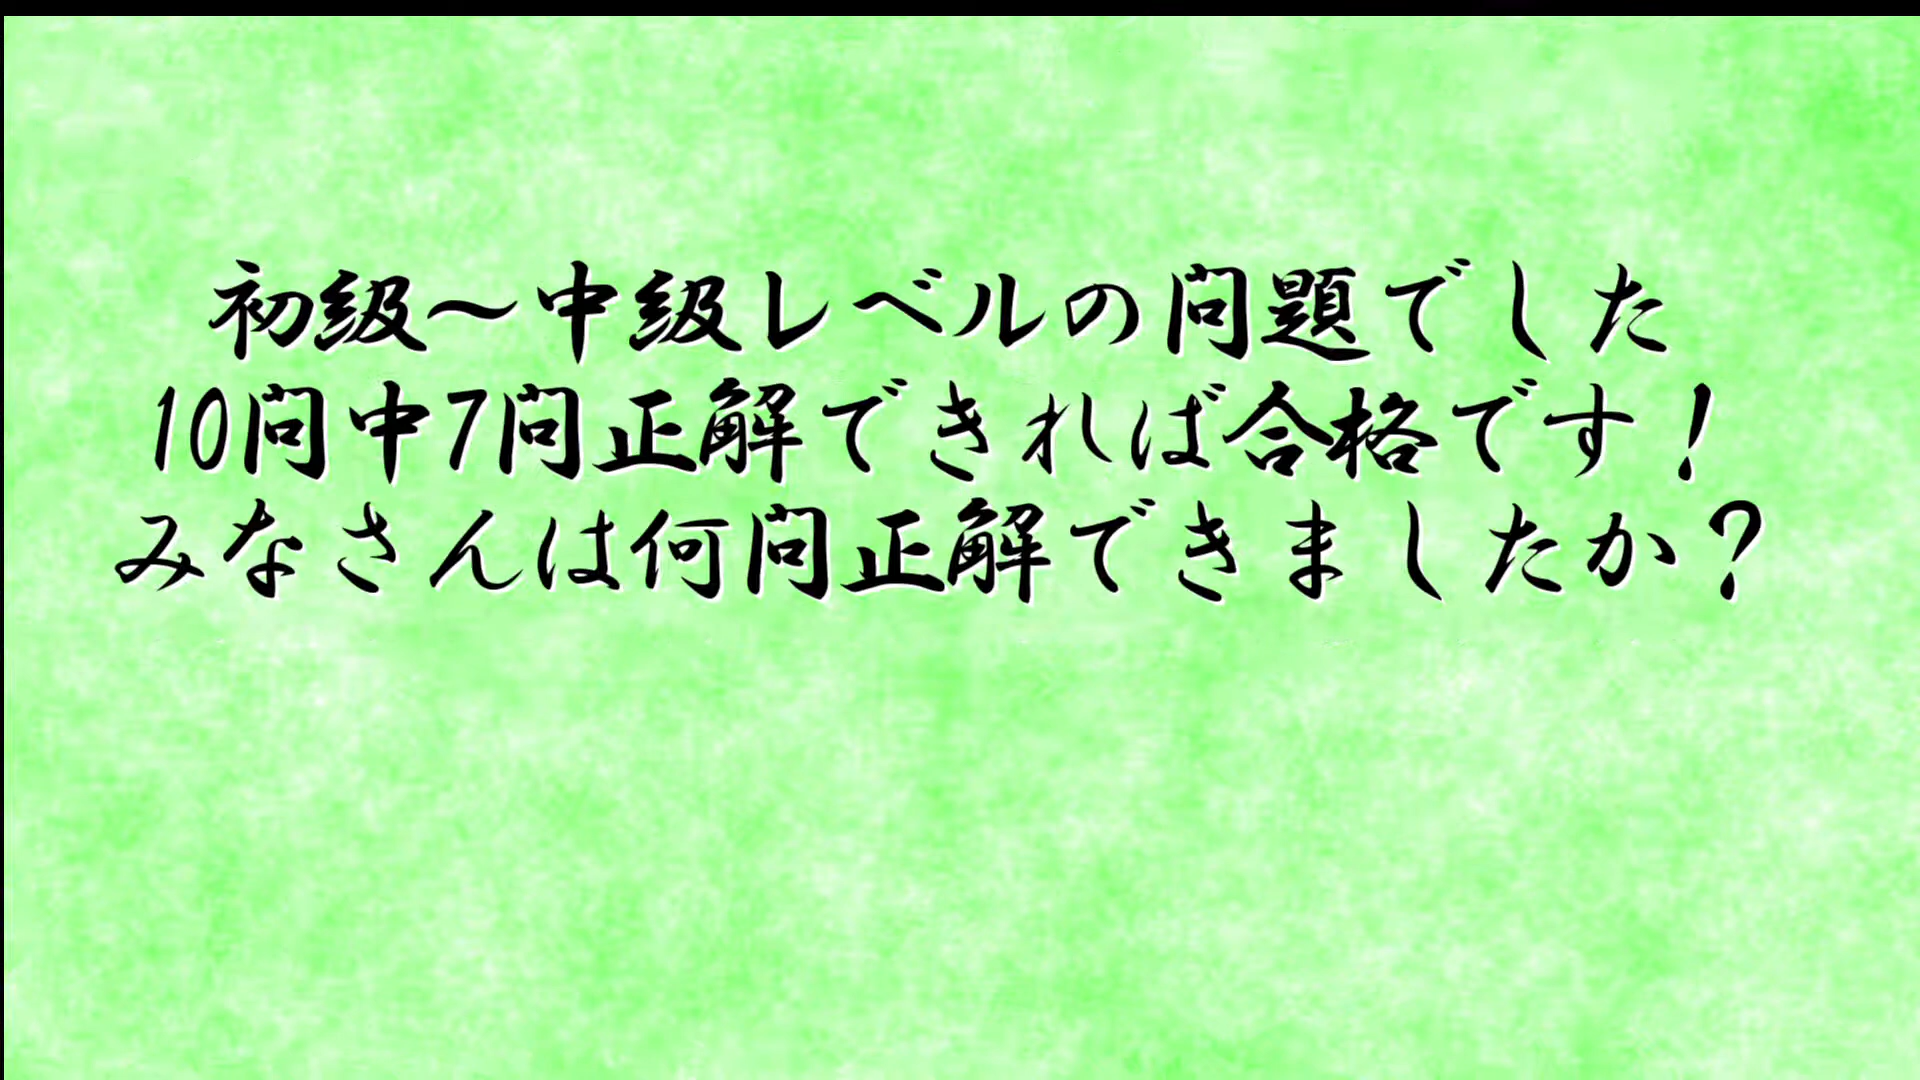 初級～中級レベルの問題でした
10問中7問正解できれば合格です！
みなさんは何問正解できましたか？